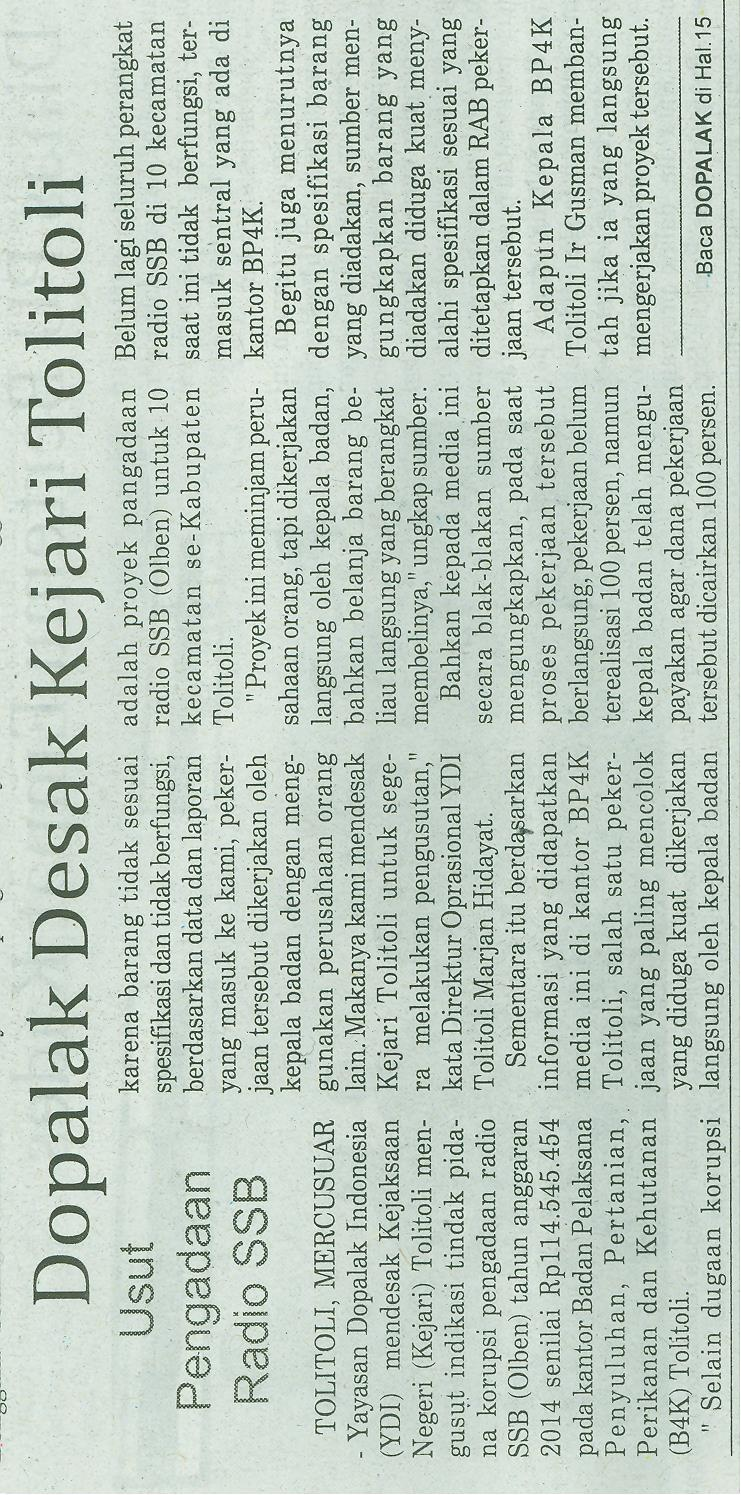 Dopalak Desak Kejari Tolitoli
Usut
Pengadaan
Radio SSB
TOLITOLI, MERCUSUAR
- Yayasan Dopalak Indonesia
(YDI) mendesak Kejaksaan
Negeri (Kejari) Tolitoli men-
gusut indikasi tindak pida-
na korupsi pengadaan radio
SSB (Olben) tahun anggaran
2014 senilai Rp114.545.454
pada kantor Badan Pelaksana
Penyuluhan, Pertanian,
Perikanan dan Kehutanan
(B4K) Tolitoli.
" Selain dugaan korupsi
karena barang tidak sesuai
spesifikasi dan tidak berfungsi,
berdasarkan data dan laporan
yang masuk ke kami, peker-
jaan tersebut dikerjakan oleh
kepala badan dengan meng-
gunakan perusahaan orang
lain. Makanya kami mendesak
Kejari Tolitoli untuk sege-
ra melakukan pengusutan,"
kata Direktur Oprasional YDI
Tolitoli Marjan Hidayat.
Sementara itu berdasarkan
informasi yang didapatkan
media ini di kantor BP4K
Tolitoli, salah satu peker-
jaan yang paling mencolok
yang diduga kuat dikerjakan
langsung oleh kepala badan
adalah proyek pangadaan
radio SSB (Olben) untuk 10
kecamatan se-Kabupaten
Tolitoli.
" Proyek ini meminjam peru-
sahaan orang, tapi dikerjakan
langsung oleh kepala badan,
bahkan belanja barang be-
liau langsung yang berangkat
membelinya," ungkap sumber.
Bahkan kepada media ini
secara blak-blakan sumber
mengungkapkan, pada saat
proses pekerjaan tersebut
berlangsung, pekerjaan belum
terealisasi 100 persen, namun
kepala badan telah mengu-
payakan agar dana pekerjaan
tersebut dicairkan 100 persen.
Belum lagi seluruh perangkat
radio SSB di 10 kecamatan
saat ini tidak berfungsi, ter-
masuk sentral yang ada di
kantor BP4K.
Begitu juga menurutnya
dengan spesifikasi barang
yang diadakan, sumber men-
gungkapkan barang yang
diadakan diduga kuat meny-
alahi spesifikasi sesuai yang
ditetapkan dalam RAB peker-
jaan tersebut.
Adapun Kepala BP4K
Tolitoli Ir Gusman memban-
tah jika ia yang langsung
mengerjakan proyek tersebut.
Baca DOPALAK di Hal.15